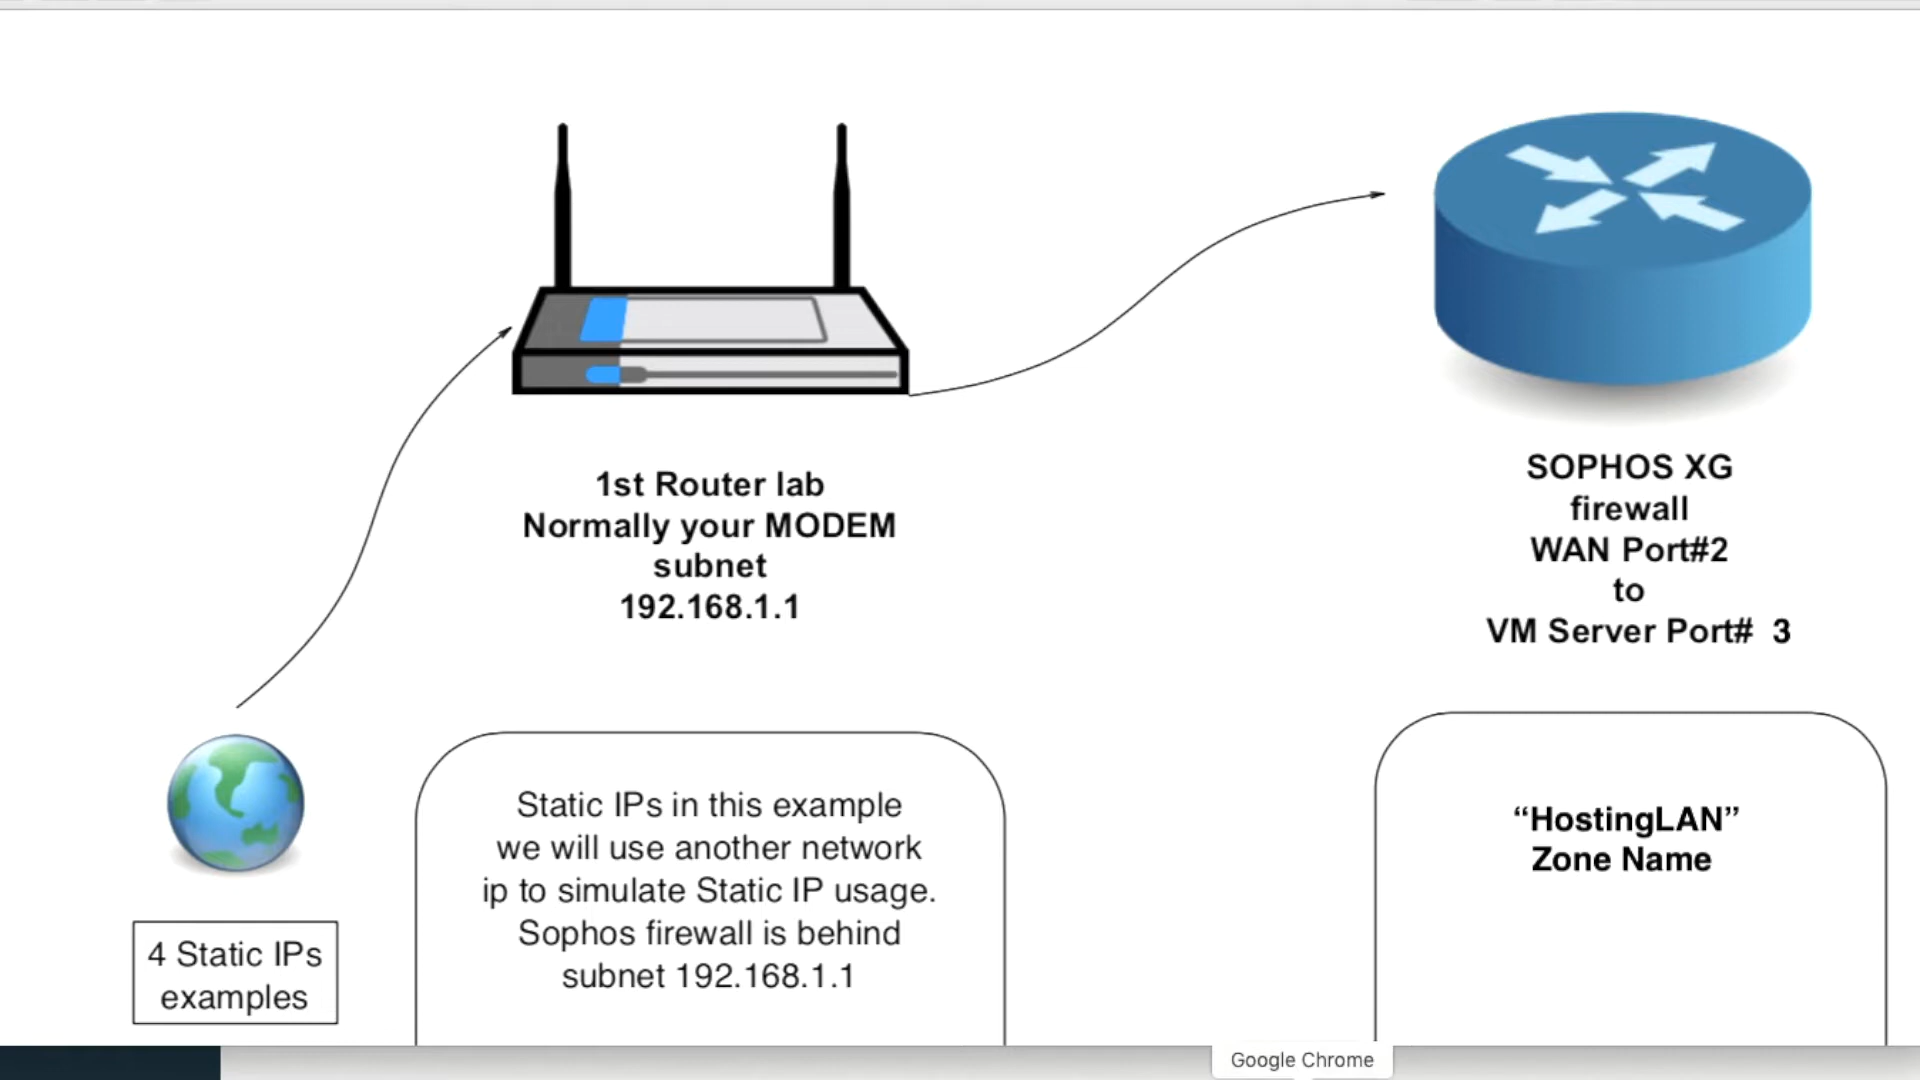 1st Router lab
Normally your MODEM
subnet
192.168.1.1
SOPHOS XG
firewall
WAN Port#2
to
VM Server Port# 3
4 Static IPs
examples
Static IPs in this example
we will use another network
ip to simulate Static IP usage.
Sophos firewall is behind
subnet 192.168.1.1
“HostingLAN”
Zone Name
Google Chrome